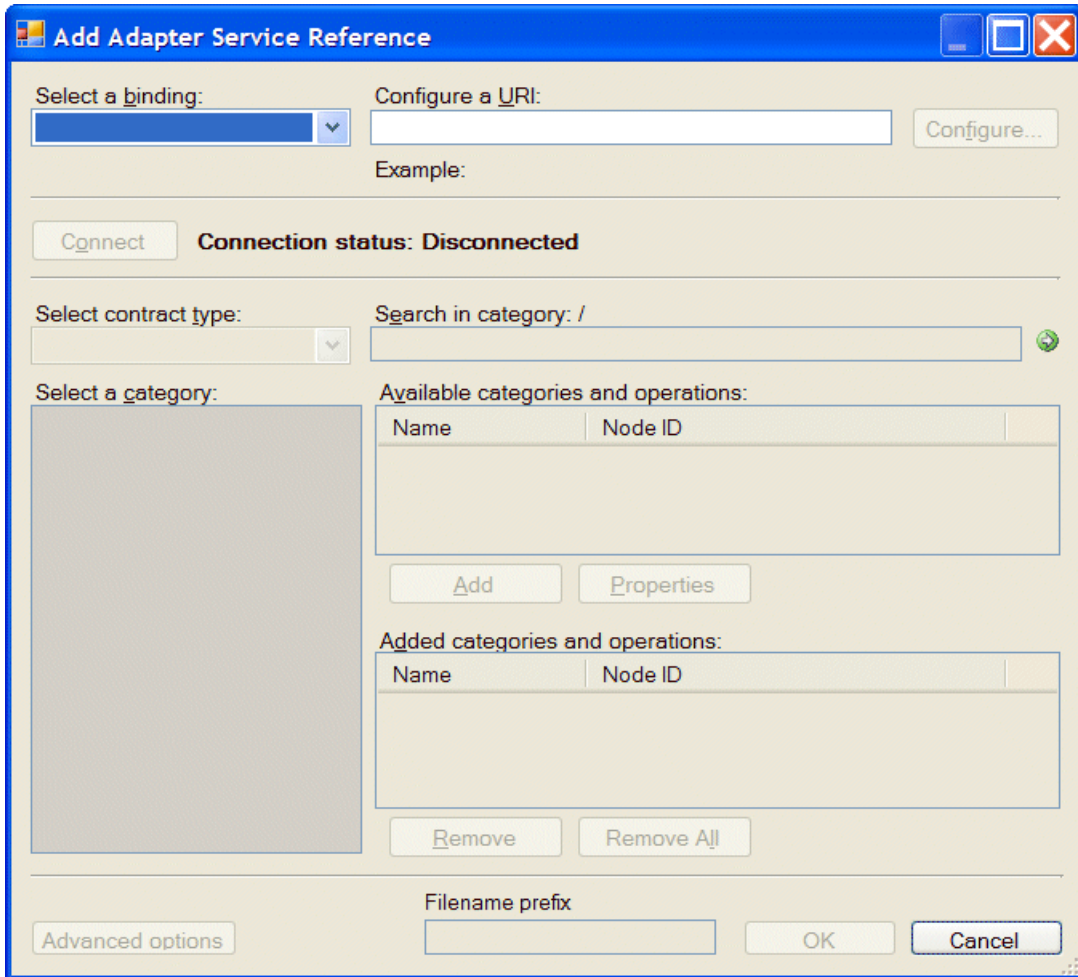 Add Adapter Service Reference
Select a binding:
Configure a URI:
Configure...
Example:
Connect
Connection status: Disconnected
Select contract type:
Search in category: /
Select a category:
Available categories and operations:
Name
Node ID
Add
Properties
Added categories and operations:
Name
Node ID
Remove
Remove All
Filename prefix
Advanced options
OK
Cancel